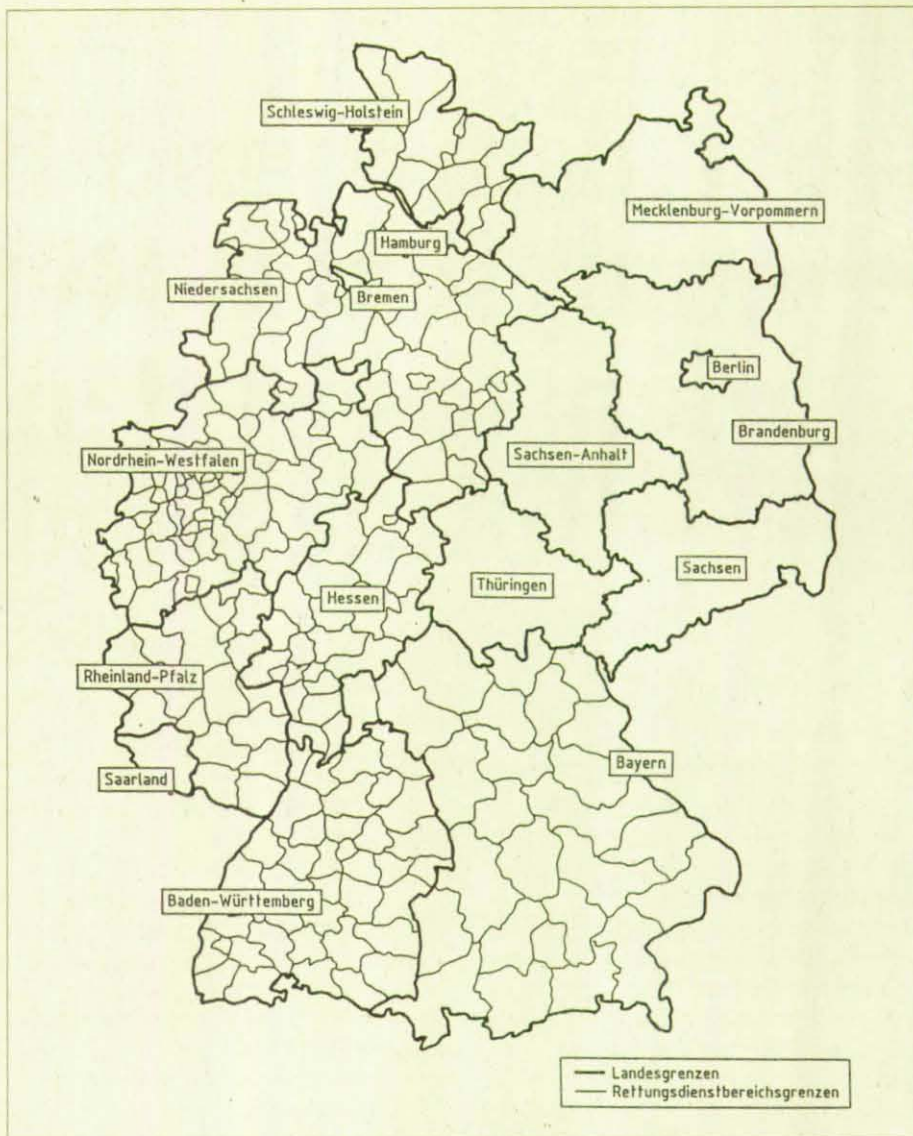 Schleswig-Holstein
Mecklenburg-Vorpommern
Hamburg
Niedersachsen
Bremen
Berlin
Brandenburg
Nordrhein-Westfalen
Sachsen-Anhalt
Sachsen
Thüringen
Hessen
Rheinland-Pfalz
Bayern
Saarland
Baden-Württemberg
Landesgrenzen
Rettungsdienstbereichsgrenzen